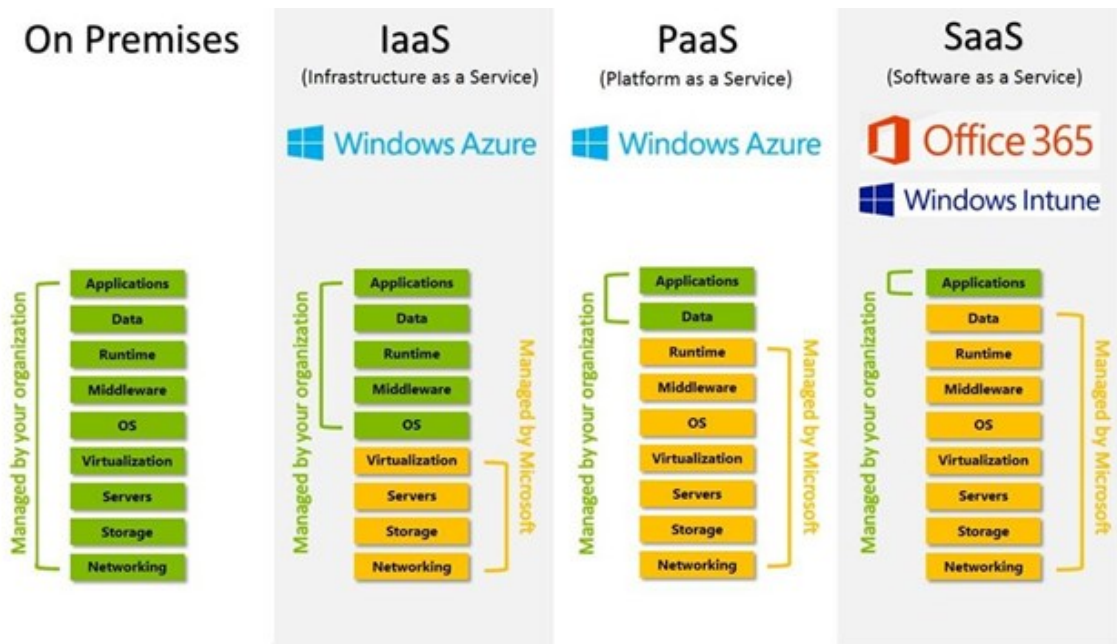 On Premises
Managed by your organization
Applications
Data
Runtime
Middleware
OS
Virtualization
Servers
Storage
Networking
IaaS
(Infrastructure as a Service)
Windows Azure
Managed by your organization
Applications
Data
Runtime
Middleware
OS
Virtualization
Servers
Storage
Networking
Managed by Microsoft
PaaS
(Platform as a Service)
Windows Azure
Managed by your organization
Applications
Data
Runtime
Middleware
OS
Virtualization
Servers
Storage
Networking
Managed by Microsoft
SaaS
(Software as a Service)
Office 365
Windows Intune
Managed by your organization
Applications
Data
Runtime
Middleware
OS
Virtualization
Servers
Storage
Networking
Managed by Microsoft